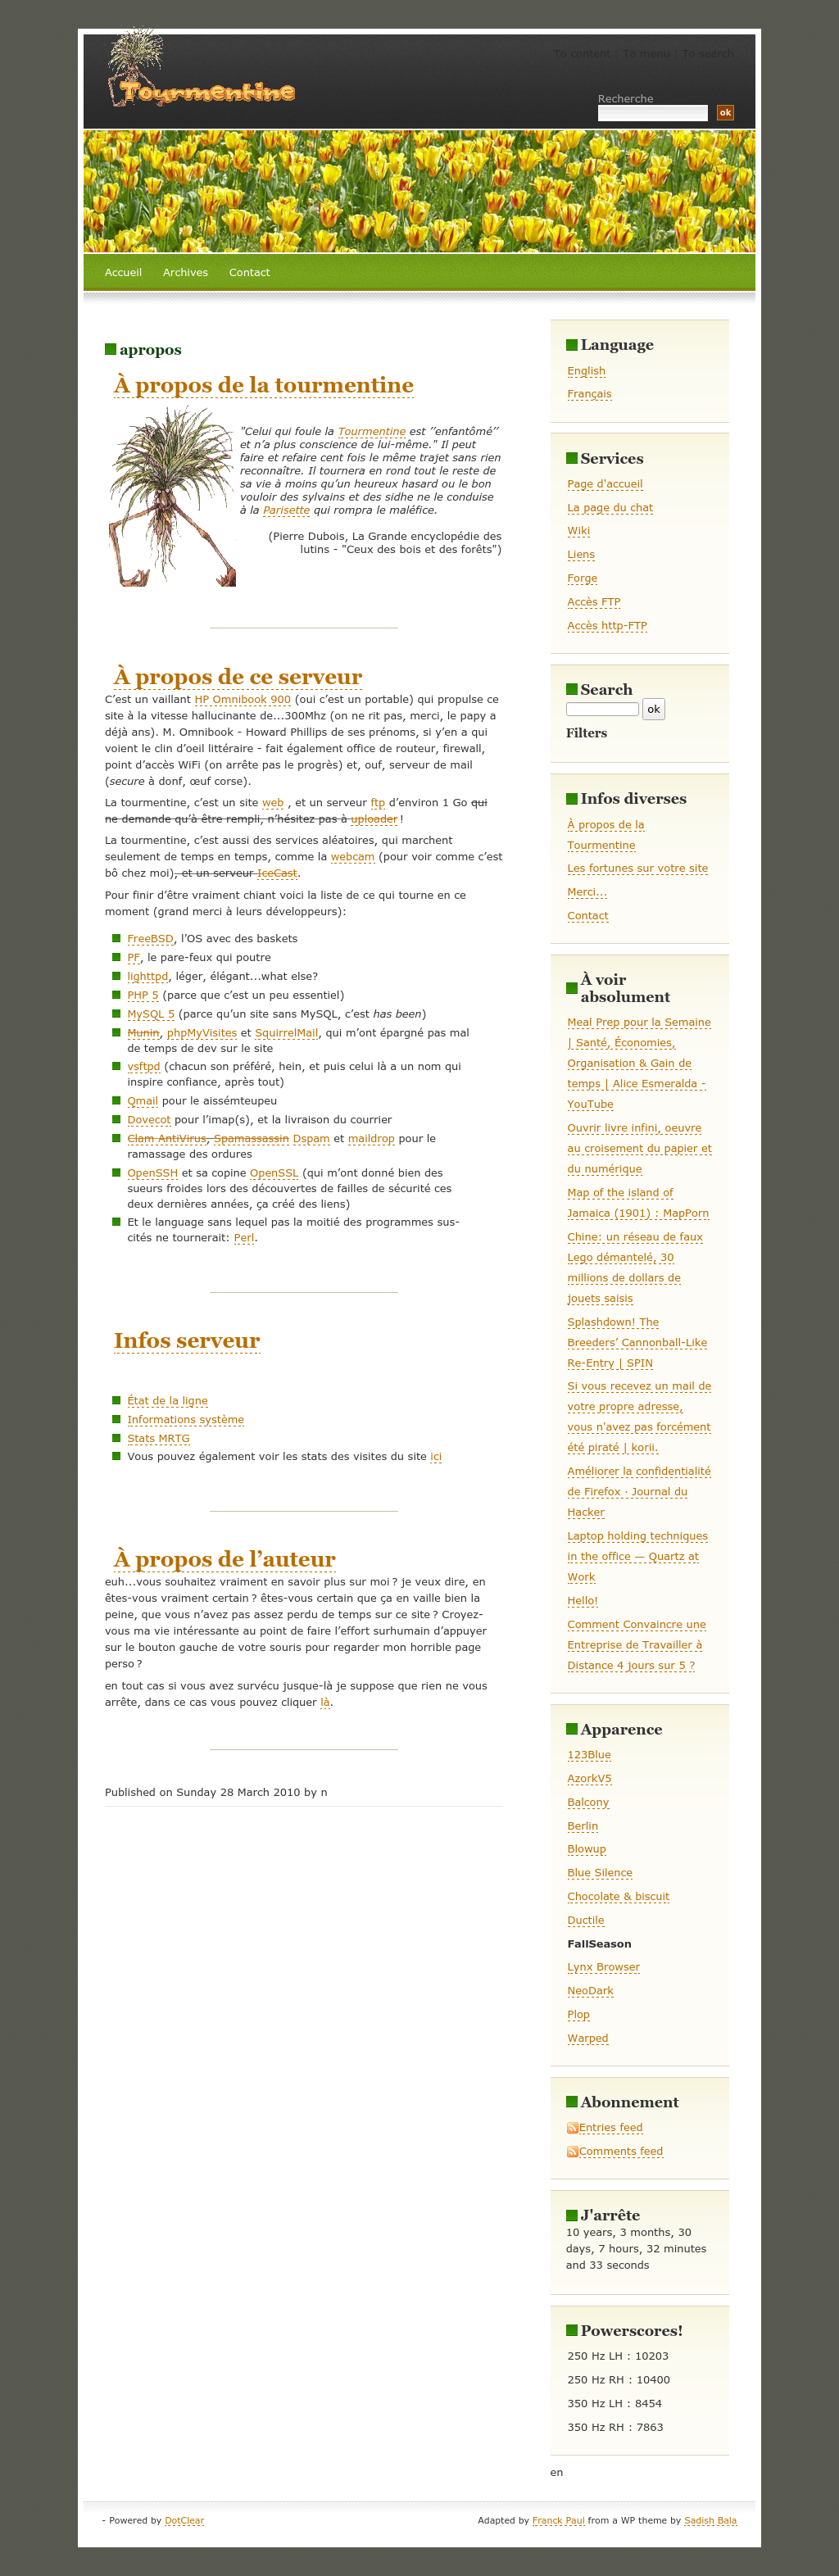 To content | To menu | To search
Tourmentine
Recherche
ok
Accueil Archives Contact
apropos
À propos de la tourmentine
"Celui qui foule la Tourmentine est ’’enfantômé’’
et n’a plus conscience de lui-même." Il peut
faire et refaire cent fois le même trajet sans rien
reconnaître. Il tournera en rond tout le reste de
sa vie à moins qu’un heureux hasard ou le bon
vouloir des sylvains et des sidhe ne le conduise
à la Parisette qui rompra le maléfice.
(Pierre Dubois, La Grande encyclopédie des
lutins - "Ceux des bois et des forêts")
À propos de ce serveur
C’est un vaillant HP Omnibook 900 (oui c’est un portable) qui propulse ce
site à la vitesse hallucinante de...300Mhz (on ne rit pas, merci, le papy a
déjà dix ans). M. Omnibook - Howard Phillips de ses prénoms, si y’en a qui
voient le clin d’oeil littéraire - fait également office de routeur, firewall,
point d’accès WiFi (on arrête pas le progrès) et, ouf, serveur de mail
(secure à donf, œuf corse).
La tourmentine, c’est un site web , et un serveur ftp d’environ 1 Go qui
ne demande qu’à être rempli, n’hésitez pas à uploader !
La tourmentine, c’est aussi des services aléatoires, qui marchent
seulement de temps en temps, comme la webcam (pour voir comme c’est
bô chez moi), et un serveur IceCast.
Pour finir d’être vraiment chiant voici la liste de ce qui tourne en ce
moment (grand merci à leurs développeurs):
FreeBSD, l’OS avec des baskets
PF, le pare-feux qui poutre
lighttpd, léger, élégant...what else?
PHP 5 (parce que c’est un peu essentiel)
MySQL 5 (parce qu’un site sans MySQL, c’est has been)
Munin, phpMyVisites et SquirrelMail, qui m’ont épargné pas mal
de temps de dev sur le site
vsftpd (chacun son préféré, hein, et puis celui là a un nom qui
inspire confiance, après tout)
Qmail pour le aissémteupeu
Dovecot pour l’imap(s), et la livraison du courrier
Clam AntiVirus, Spamassassin Dspam et maildrop pour le
ramassage des ordures
OpenSSH et sa copine OpenSSL (qui m’ont donné bien des
sueurs froides lors des découvertes de failles de sécurité ces
deux dernières années, ça créé des liens)
Et le language sans lequel pas la moitié des programmes sus-
cités ne tournerait: Perl.
Infos serveur
État de la ligne
Informations système
Stats MRTG
Vous pouvez également voir les stats des visites du site ici
À propos de l’auteur
euh...vous souhaitez vraiment en savoir plus sur moi ? je veux dire, en
êtes-vous vraiment certain ? êtes-vous certain que ça en vaille bien la
peine, que vous n’avez pas assez perdu de temps sur ce site ? Croyez-
vous ma vie intéressante au point de faire l’effort surhumain d’appuyer
sur le bouton gauche de votre souris pour regarder mon horrible page
perso ?
en tout cas si vous avez survécu jusque-là je suppose que rien ne vous
arrête, dans ce cas vous pouvez cliquer là.
Published on Sunday 28 March 2010 by n
Language
English
Français
Services
Page d'accueil
La page du chat
Wiki
Liens
Forge
Accès FTP
Accès http-FTP
Search
ok
Filters
Infos diverses
À propos de la
Tourmentine
Les fortunes sur votre site
Merci...
Contact
À voir
absolument
Meal Prep pour la Semaine
| Santé, Économies,
Organisation & Gain de
temps | Alice Esmeralda -
YouTube
Ouvrir livre infini, oeuvre
au croisement du papier et
du numérique
Map of the island of
Jamaica (1901) : MapPorn
Chine: un réseau de faux
Lego démantelé, 30
millions de dollars de
jouets saisis
Splashdown! The
Breeders’ Cannonball-Like
Re-Entry | SPIN
Si vous recevez un mail de
votre propre adresse,
vous n'avez pas forcément
été piraté | korii.
Améliorer la confidentialité
de Firefox · Journal du
Hacker
Laptop holding techniques
in the office — Quartz at
Work
Hello!
Comment Convaincre une
Entreprise de Travailler à
Distance 4 jours sur 5 ?
Apparence
123Blue
AzorkV5
Balcony
Berlin
Blowup
Blue Silence
Chocolate & biscuit
Ductile
FallSeason
Lynx Browser
NeoDark
Plop
Warped
Abonnement
Entries feed
Comments feed
J'arrête
10 years, 3 months, 30
days, 7 hours, 32 minutes
and 33 seconds
Powerscores!
250 Hz LH : 10203
250 Hz RH : 10400
350 Hz LH : 8454
350 Hz RH : 7863
en
- Powered by DotClear
Adapted by Franck Paul from a WP theme by Sadish Bala